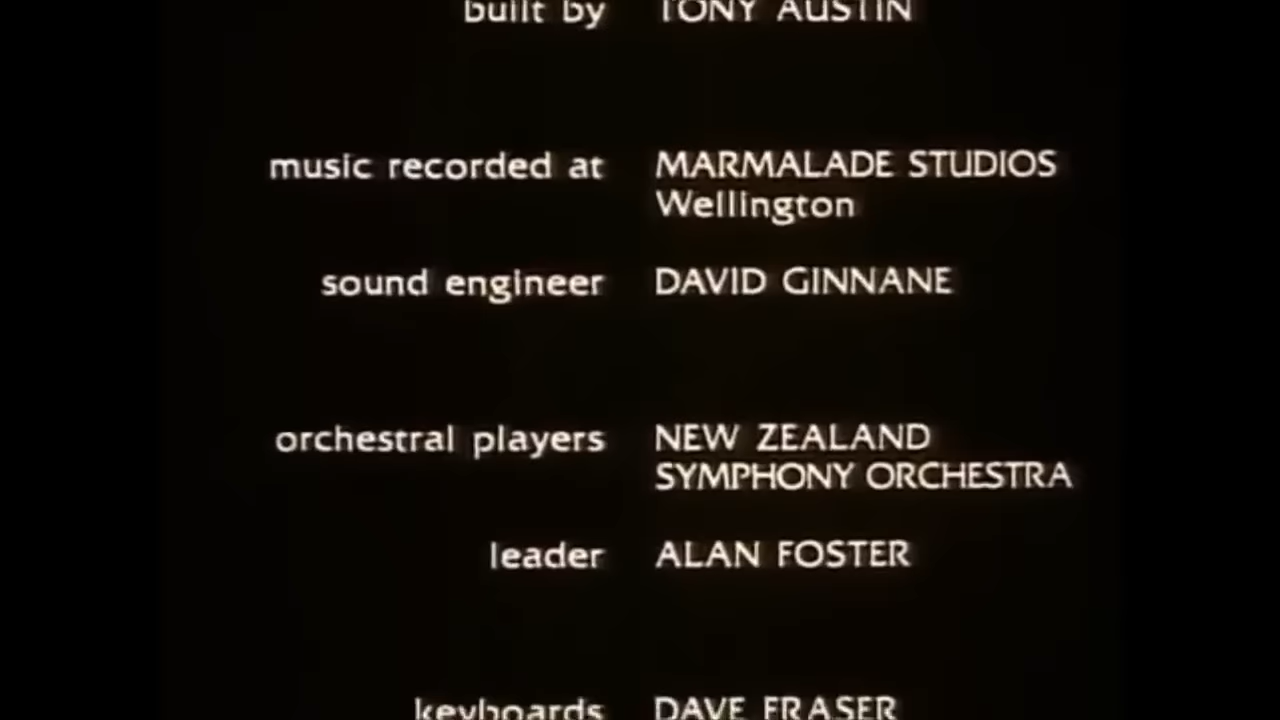 built by TONY AUSTIN
music recorded at MARMALADE STUDIOS
Wellington
sound engineer DAVID GINNANE
orchestral players NEW ZEALAND
SYMPHONY ORCHESTRA
leader ALAN FOSTER
keyboards DAVE FRASER